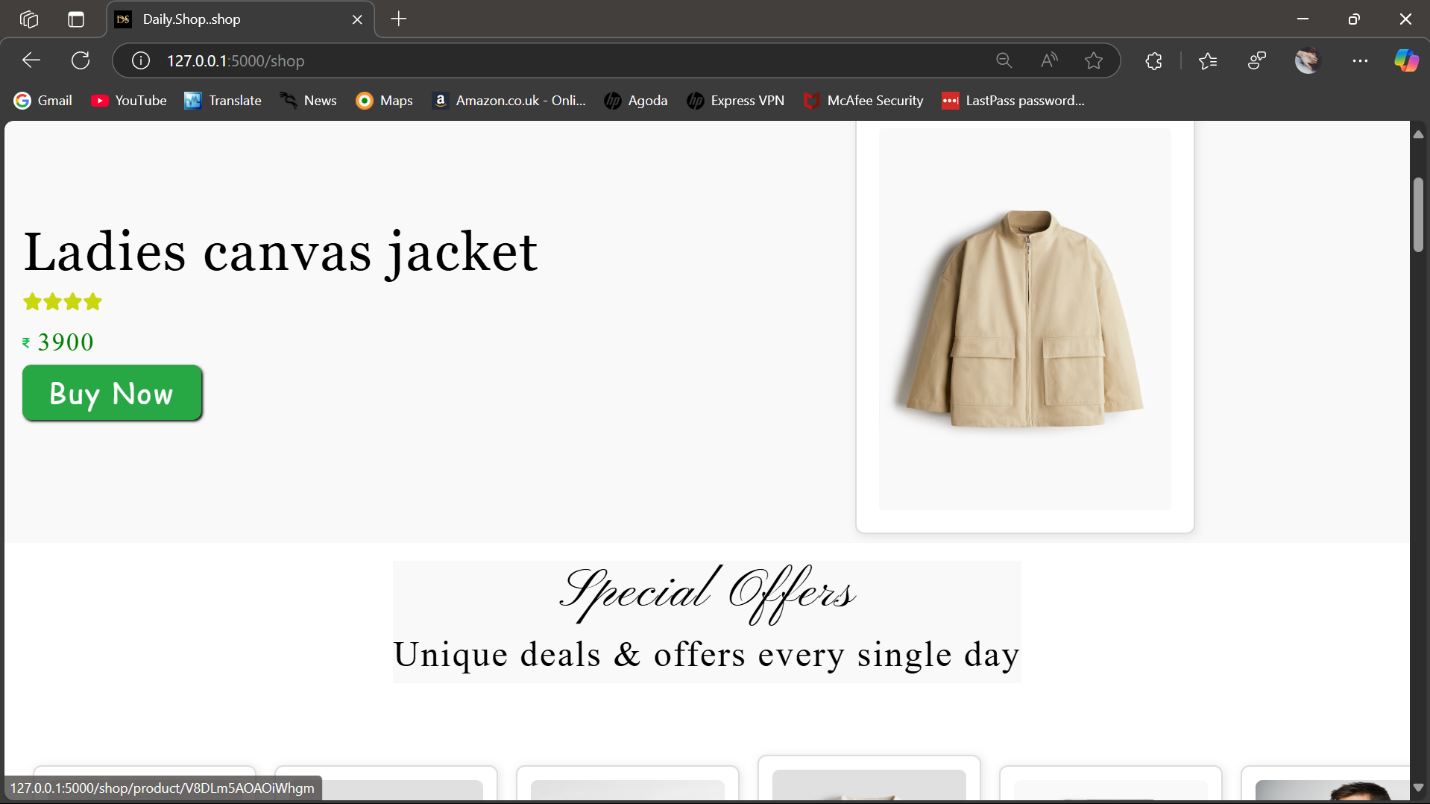 Daily.Shop..shop
127.0.0.1:5000/shop
Gmail YouTube Translate News Maps Amazon.co.uk - Onli... Agoda Express VPN McAfee Security LastPass password...
Ladies canvas jacket
₹ 3900
Buy Now
Special Offers
Unique deals & offers every single day
127.0.0.1:5000/shop/product/V8DLm5AOAOiWhgm